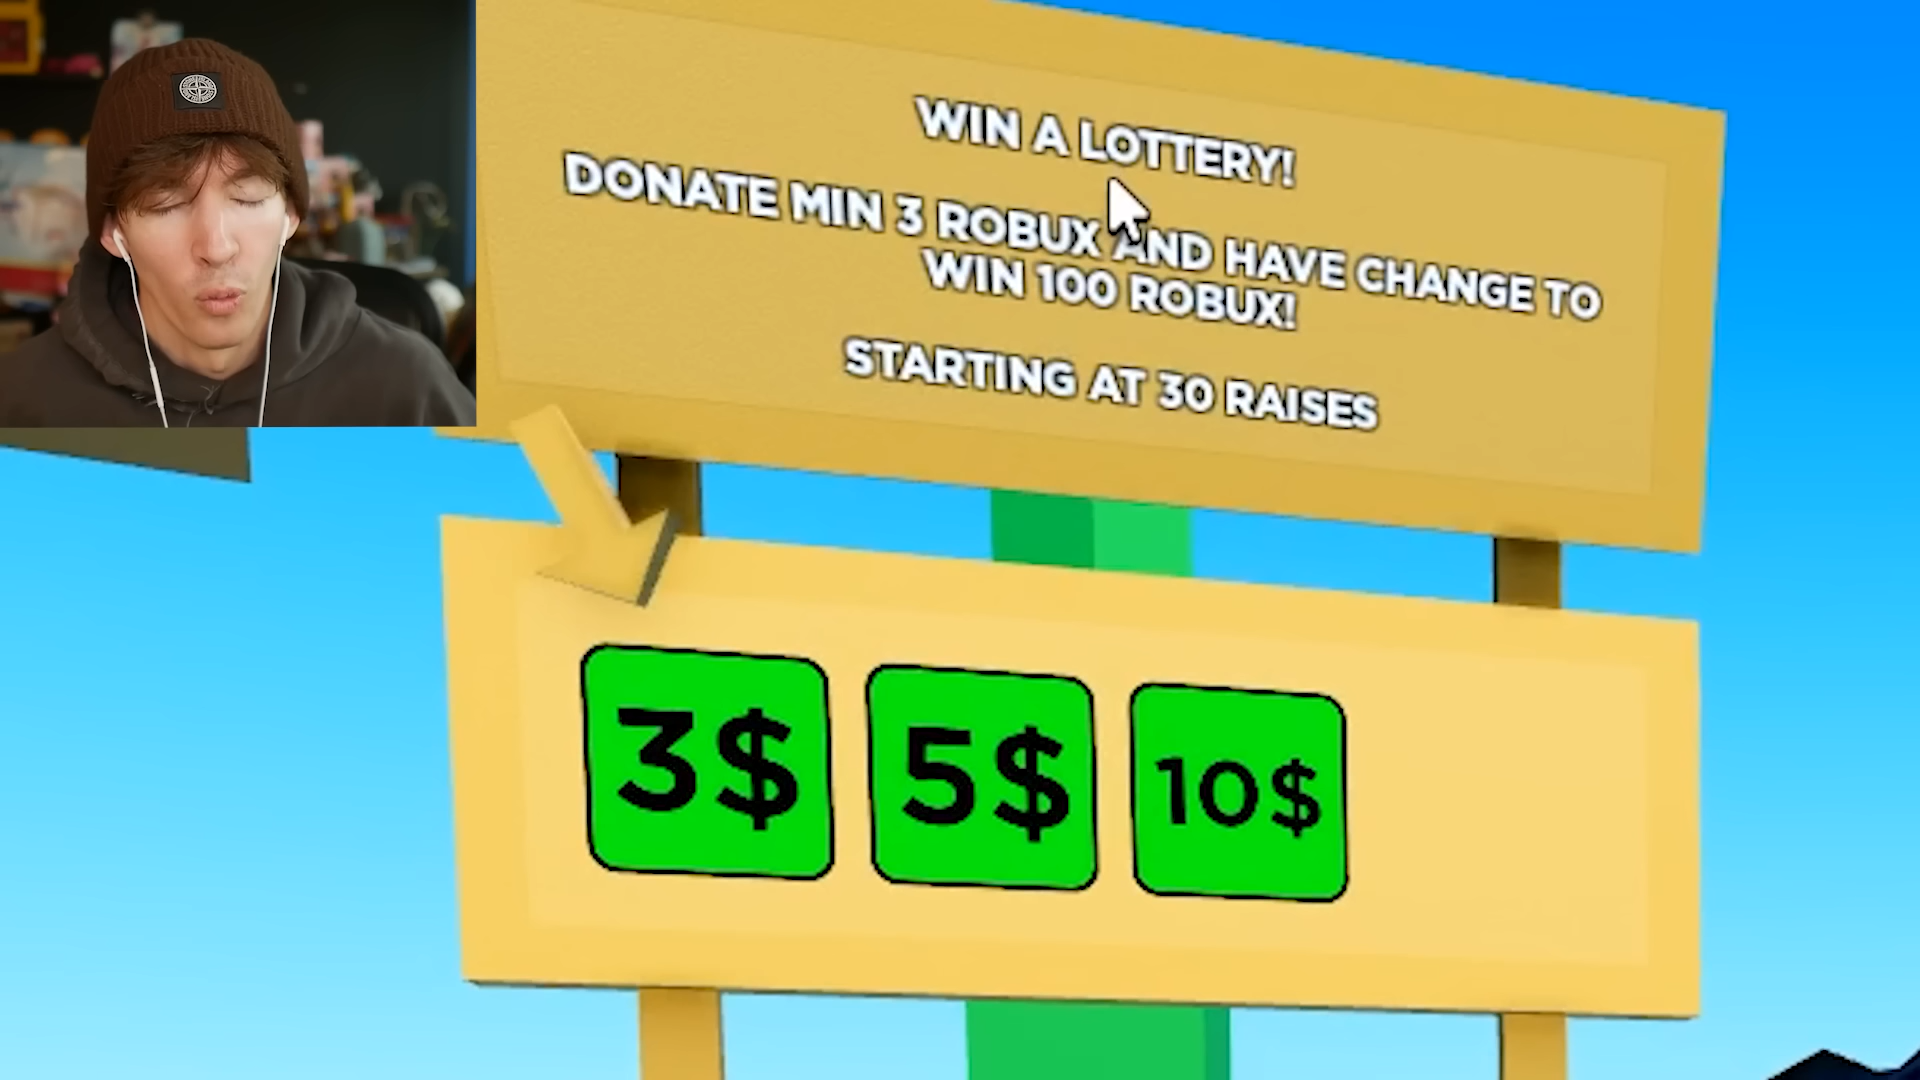 WIN A LOTTERY!
DONATE MIN 3 ROBUX AND HAVE CHANGE TO
WIN 100 ROBUX!
STARTING AT 30 RAISES
3$ 5$ 10$